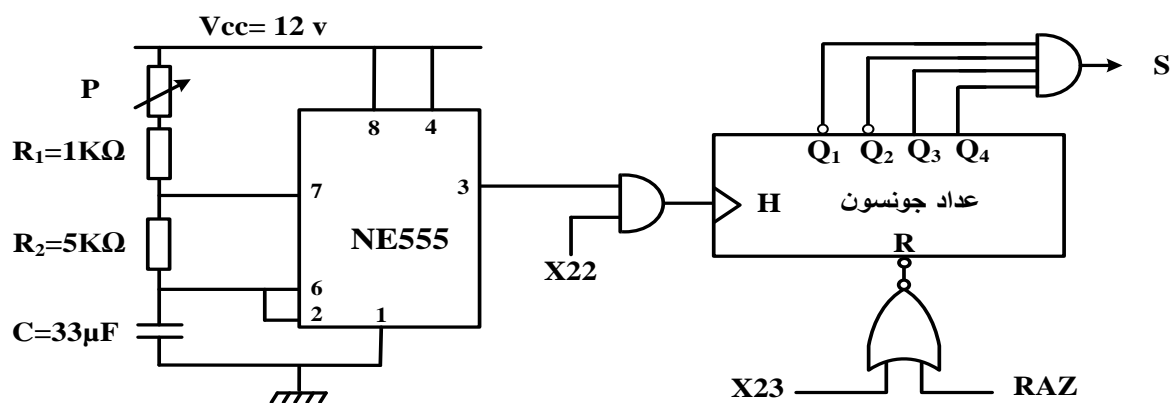 Vcc= 12 v
P
R₁=1KΩ
R₂=5KΩ
C=33µF
8 4
7
3
NE555
6
2
1
X22
H
Q₁ Q₂ Q₃ Q₄
عداد جونسون
R
S
X23
RAZ